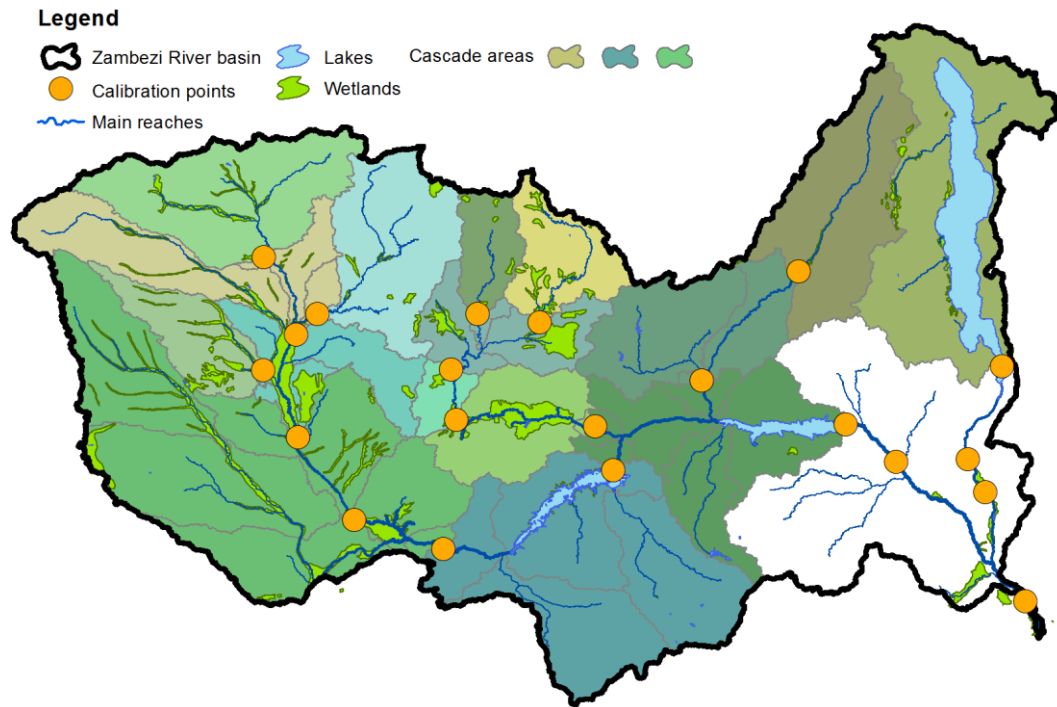 Legend
Zambezi River basin
Lakes
Cascade areas
Calibration points
Wetlands
Main reaches